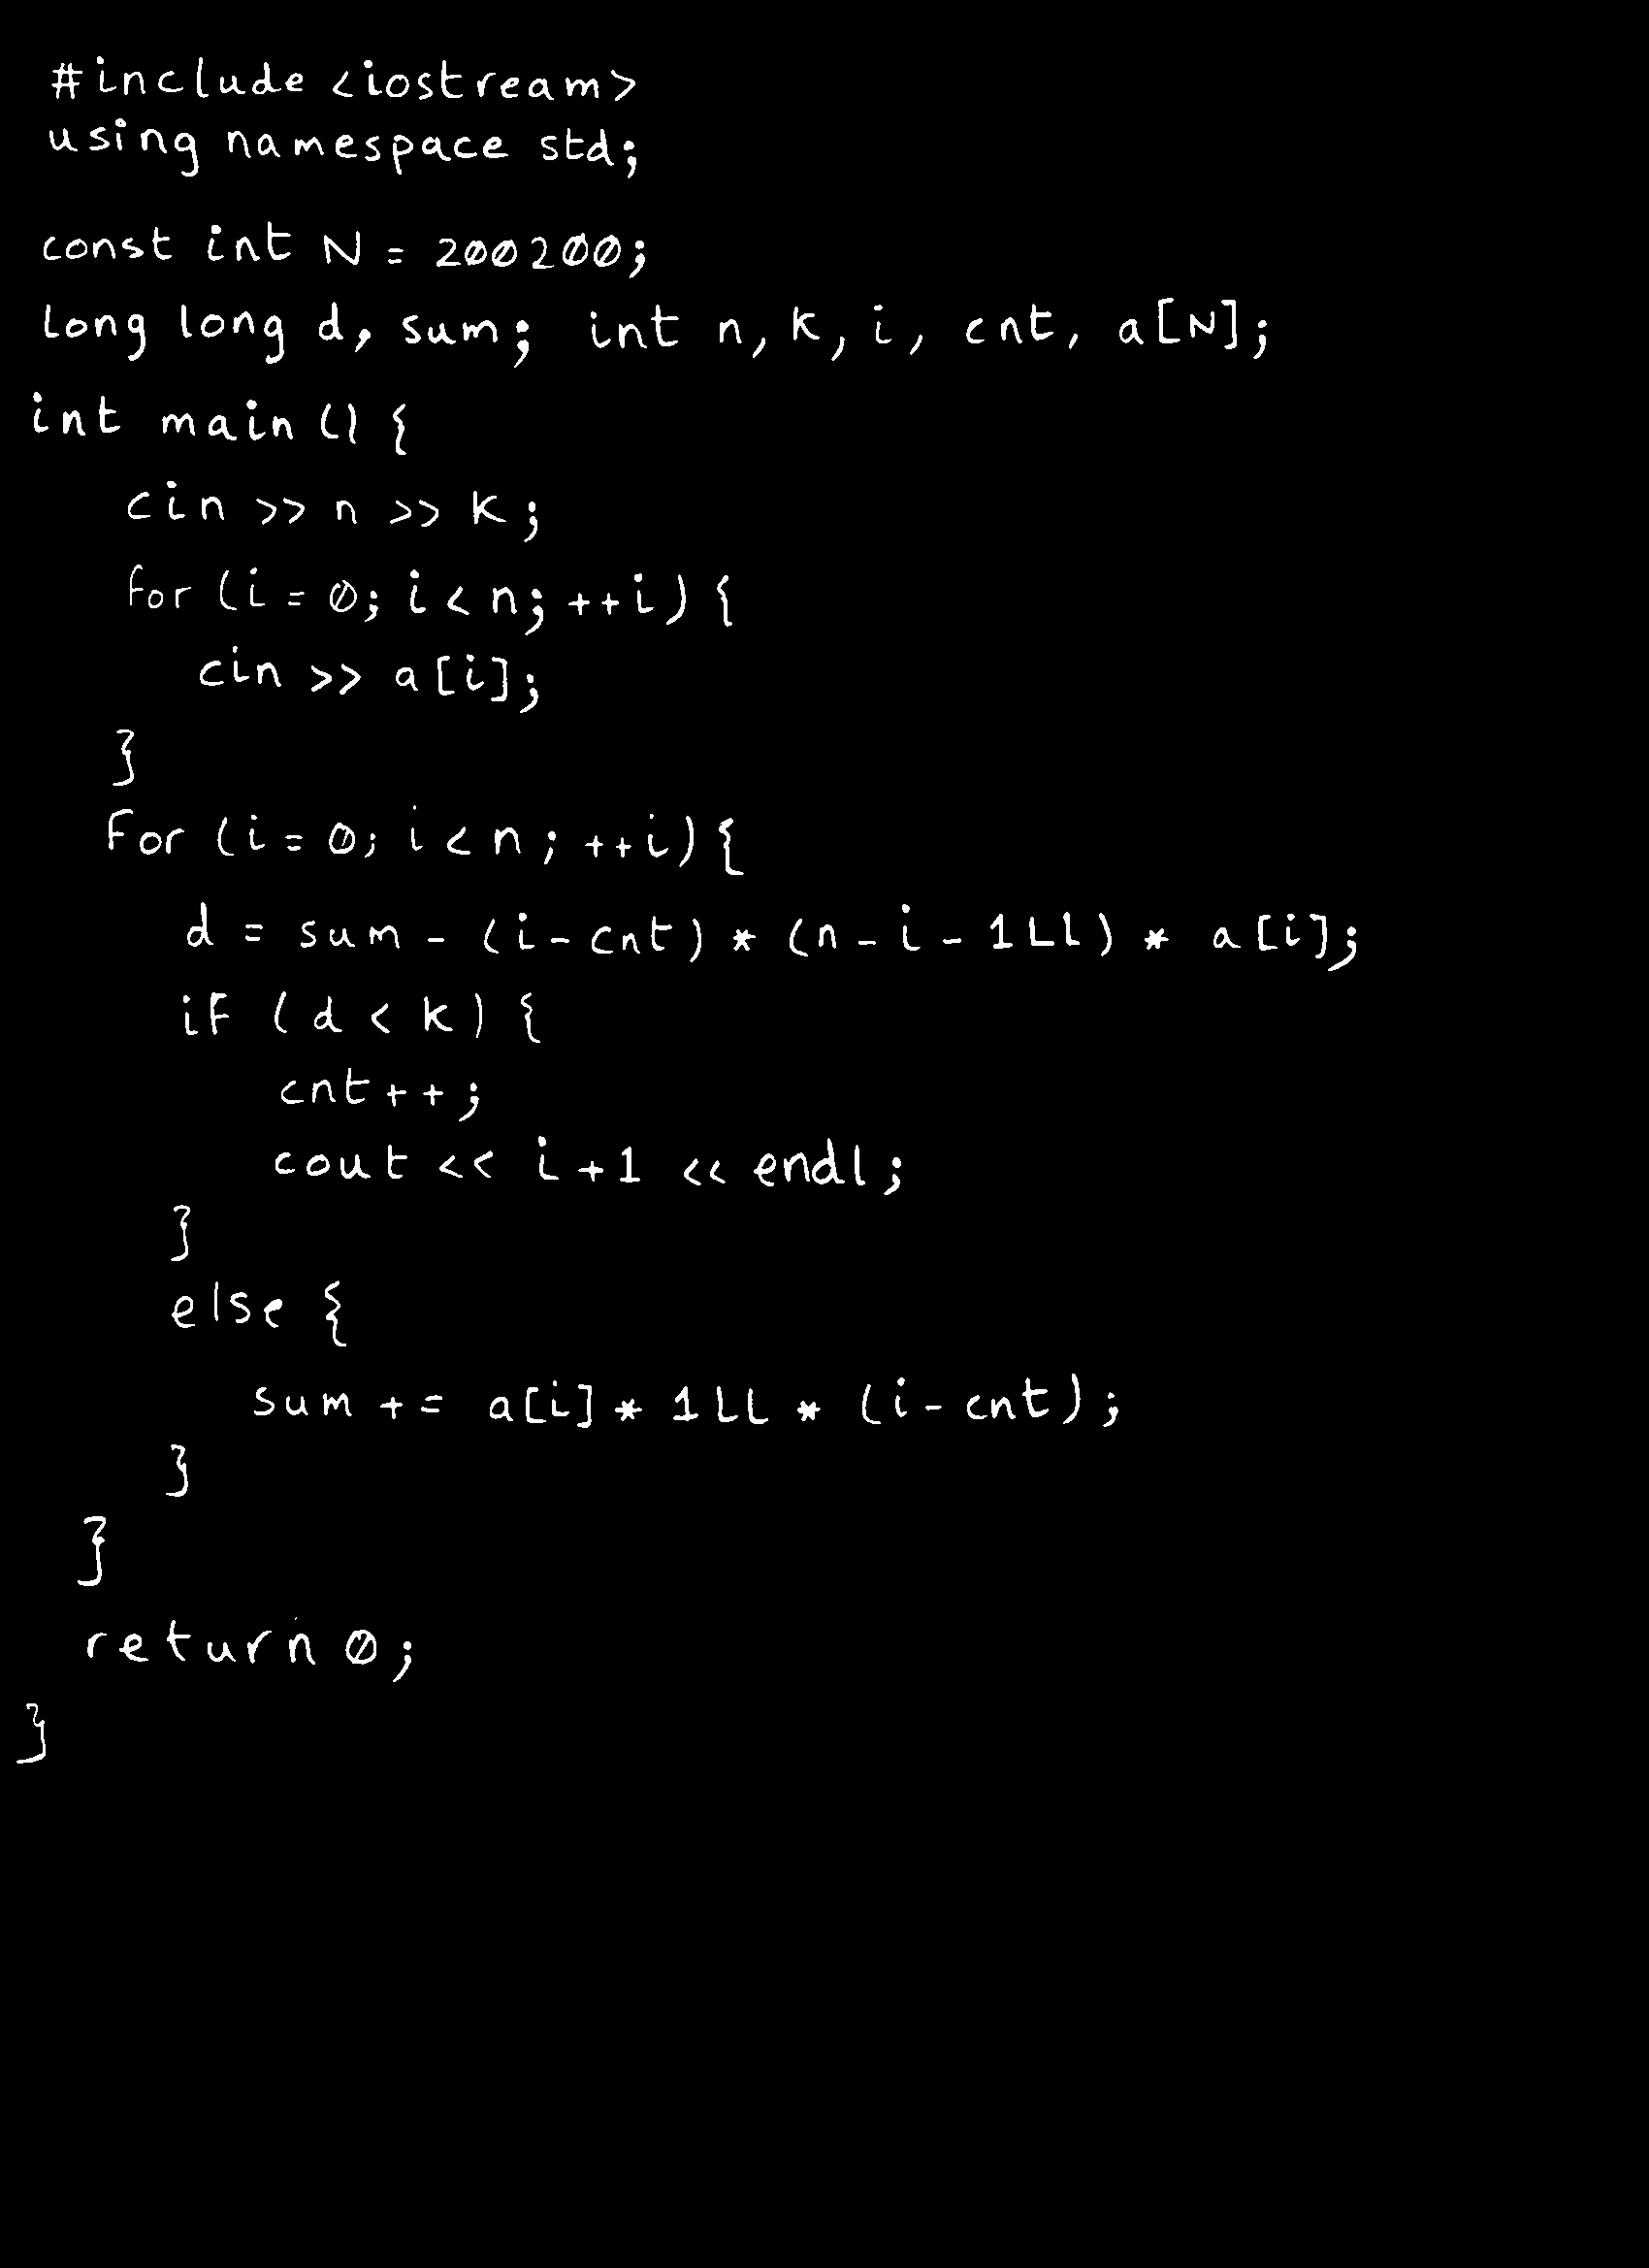 #include <iostream>
using namespace std;
const int N = 200200;
long long d, sum; int n, k, i, cnt, a[N];
int main() {
cin >> n >> k;
for (i = 0; i < n; ++i) {
cin >> a[i];
}
for (i = 0; i < n; ++i) {
d = sum - (i - cnt) * (n - i - 1LL) * a[i];
if (d < k) {
cnt++;
cout << i + 1 << endl;
}
else {
sum += a[i] * 1LL * (i - cnt);
}
}
return 0;
}